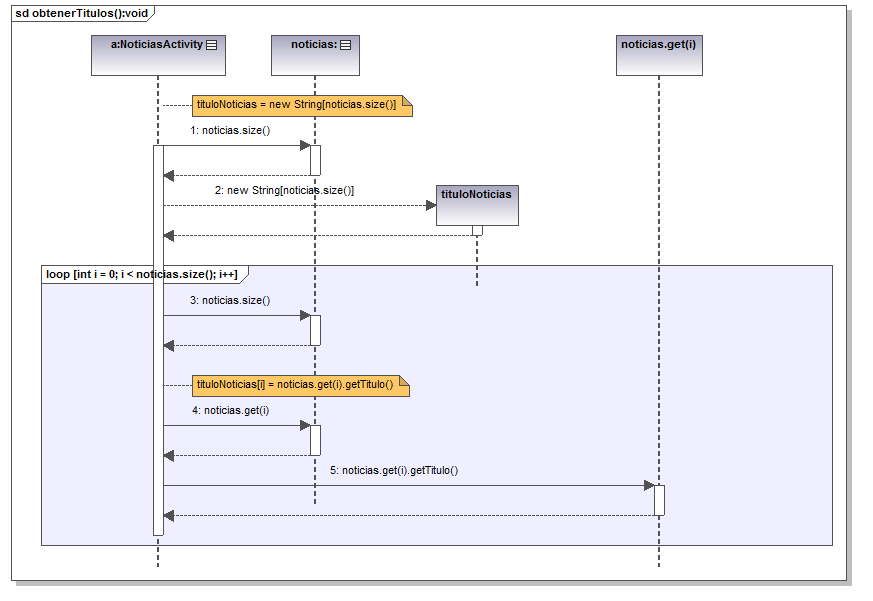 sd obtenerTitulos():void
a:NoticiasActivity
noticias:
noticias.get(i)
tituloNoticias = new String[noticias.size()]
1: noticias.size()
2: new String[noticias.size()]
tituloNoticias
loop [int i = 0; i < noticias.size(); i++]
3: noticias.size()
tituloNoticias[i] = noticias.get(i).getTitulo()
4: noticias.get(i)
5: noticias.get(i).getTitulo()